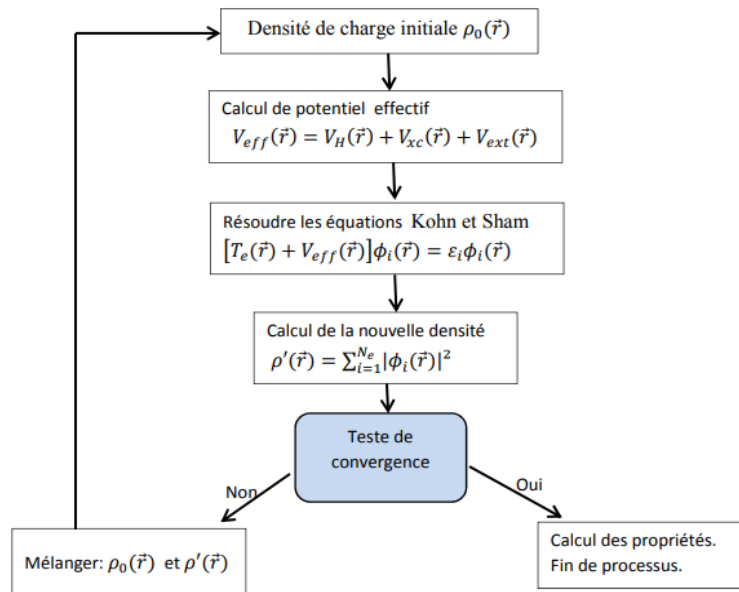 Densité de charge initiale ρ₀(r⃗)
Calcul de potentiel effectif
V_eff(r⃗) = V_H(r⃗) + V_xc(r⃗) + V_ext(r⃗)
Résoudre les équations Kohn et Sham
[T_e(r⃗) + V_eff(r⃗)]ϕ_i(r⃗) = ε_iϕ_i(r⃗)
Calcul de la nouvelle densité
ρ′(r⃗) = ∑_{i=1}^{N_e}|ϕ_i(r⃗)|²
Teste de
convergence
Non
Oui
Mélanger: ρ₀(r⃗) et ρ′(r⃗)
Calcul des propriétés.
Fin de processus.